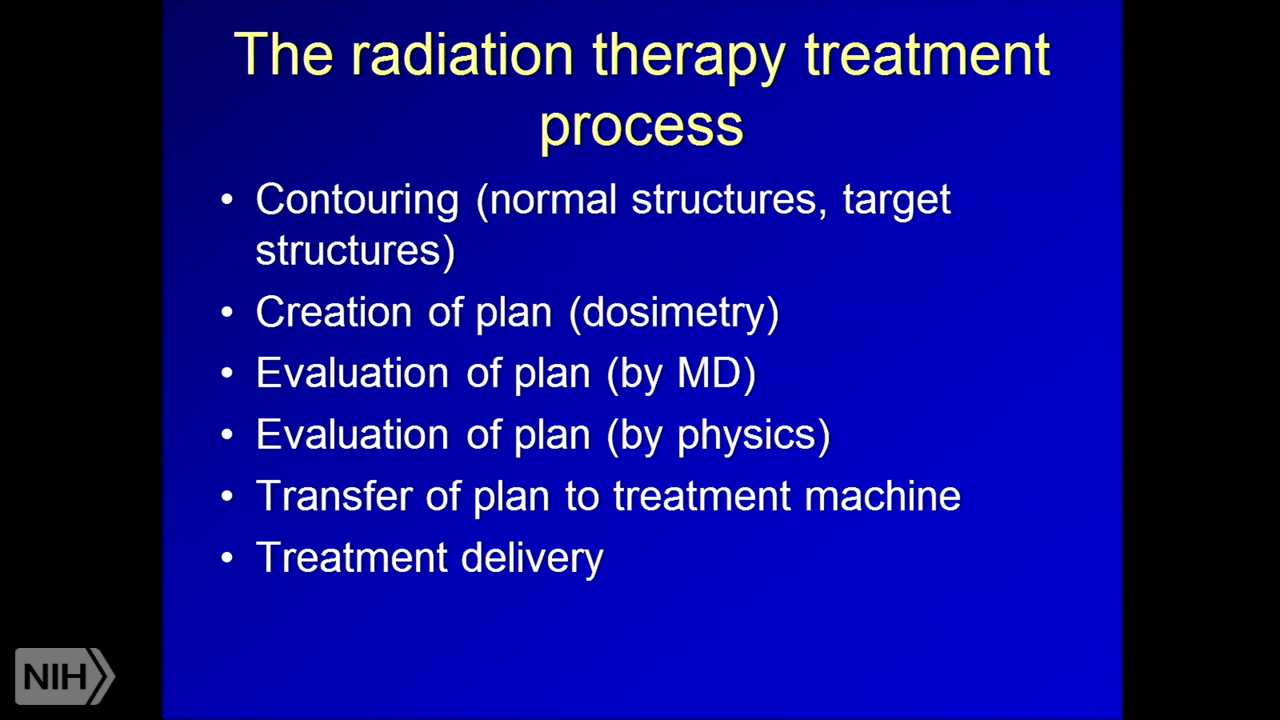 The radiation therapy treatment
process
• Contouring (normal structures, target
structures)
• Creation of plan (dosimetry)
• Evaluation of plan (by MD)
• Evaluation of plan (by physics)
• Transfer of plan to treatment machine
• Treatment delivery
NIH